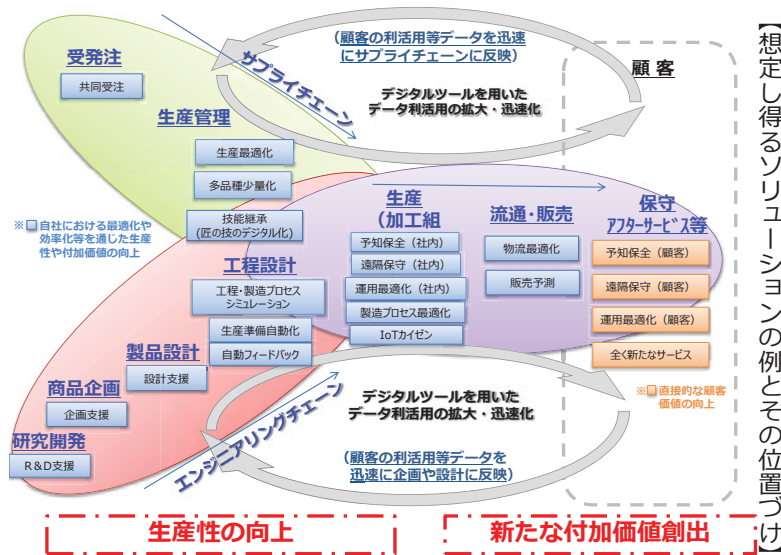 【想定し得るソリューションの例とその位置づけ】
(顧客の利活用等データを迅速
にサプライチェーンに反映)
受発注
共同受注
サプライチェーン
顧 客
デジタルツールを用いた
データ利活用の拡大・迅速化
生産管理
生産最適化
多品種少量化
技能継承
(匠の技のデジタル化)
※□自社における最適化や
効率化等を通じた生産
性や付加価値の向上
生産
(加工組
予知保全(社内)
遠隔保守(社内)
運用最適化(社内)
製造プロセス最適化
IoTカイゼン
流通・販売
物流最適化
販売予測
保守
アフターサービス等
予知保全(顧客)
遠隔保守(顧客)
運用最適化(顧客)
全く新たなサービス
※□直接的な顧客
価値の向上
工程設計
工程・製造プロセス
シミュレーション
生産準備自動化
自動フィードバック
製品設計
設計支援
商品企画
企画支援
研究開発
R&D支援
エンジニアリングチェーン
デジタルツールを用いた
データ利活用の拡大・迅速化
(顧客の利活用等データを
迅速に企画や設計に反映)
生産性の向上
新たな付加価値創出